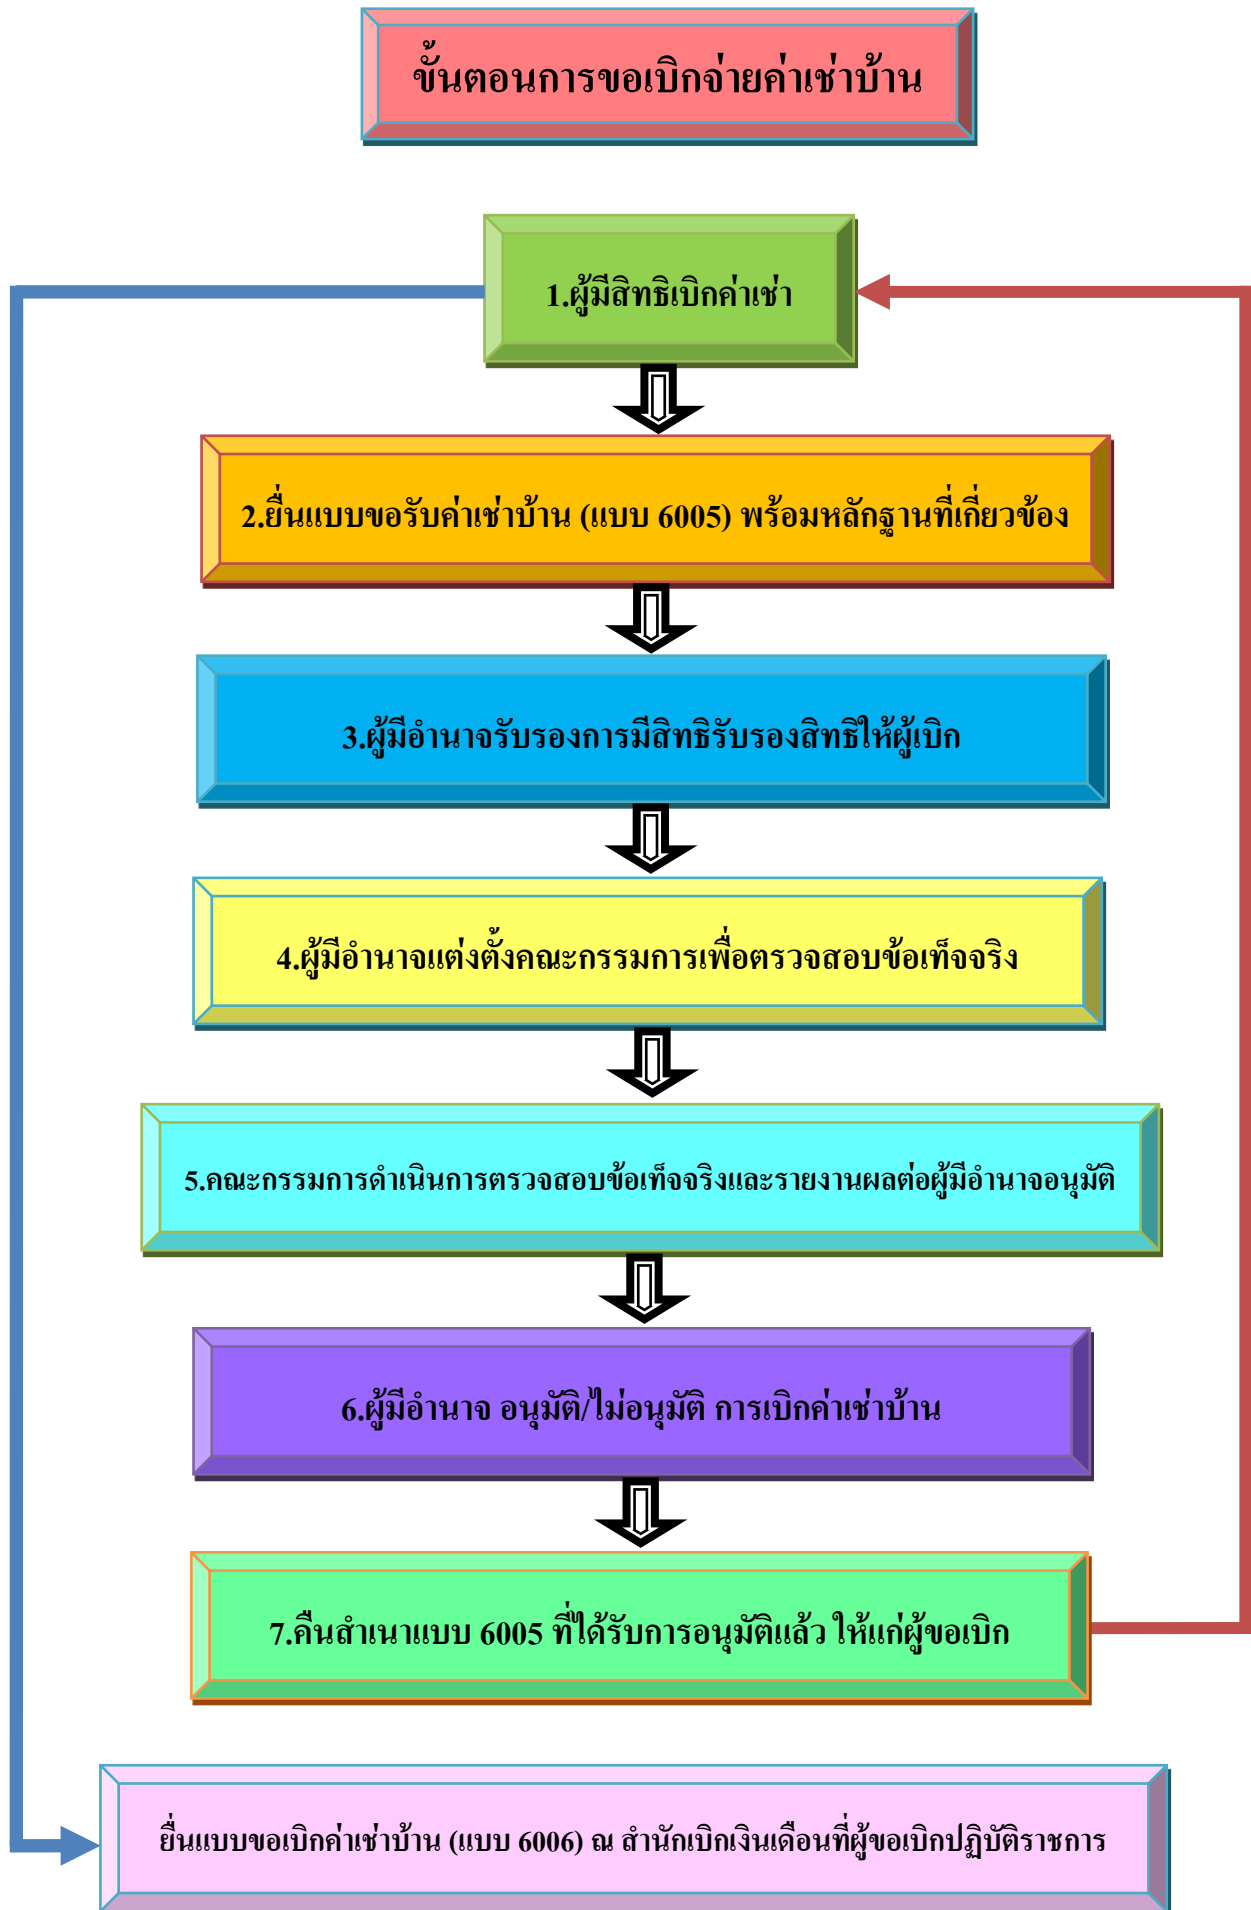 ขั้นตอนการขอเบิกจ่ายค่าเช่าบ้าน
1.ผู้มีสิทธิเบิกค่าเช่า
2.ยื่นแบบขอรับค่าเช่าบ้าน (แบบ 6005) พร้อมหลักฐานที่เกี่ยวข้อง
3.ผู้มีอำนาจรับรองการมีสิทธิรับรองสิทธิให้ผู้เบิก
4.ผู้มีอำนาจแต่งตั้งคณะกรรมการเพื่อตรวจสอบข้อเท็จจริง
5.คณะกรรมการดำเนินการตรวจสอบข้อเท็จจริงและรายงานผลต่อผู้มีอำนาจอนุมัติ
6.ผู้มีอำนาจ อนุมัติ/ไม่อนุมัติ การเบิกค่าเช่าบ้าน
7.คืนสำเนาแบบ 6005 ที่ได้รับการอนุมัติแล้ว ให้แก่ผู้ขอเบิก
ยื่นแบบขอเบิกค่าเช่าบ้าน (แบบ 6006) ณ สำนักเบิกเงินเดือนที่ผู้ขอเบิกปฏิบัติราชการ